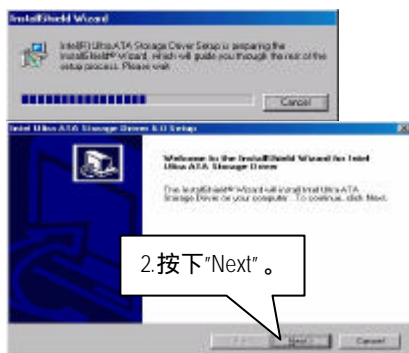 InstallShield Wizard
Intel(R) Ultra ATA Storage Driver Setup is preparing the
InstallShield® Wizard, which will guide you through the rest of the
setup process. Please wait.
Cancel
Intel Ultra ATA Storage Driver 6.0 Setup
Welcome to the InstallShield Wizard for Intel
Ultra ATA Storage Driver
The InstallShield® Wizard will install Intel Ultra ATA
Storage Driver on your computer. To continue, click Next.
2.按下"Next"。
Next >
Cancel